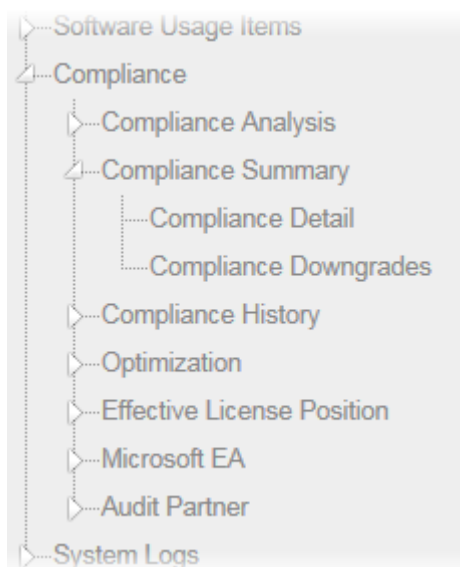 Software Usage Items
Compliance
Compliance Analysis
Compliance Summary
Compliance Detail
Compliance Downgrades
Compliance History
Optimization
Effective License Position
Microsoft EA
Audit Partner
System Logs